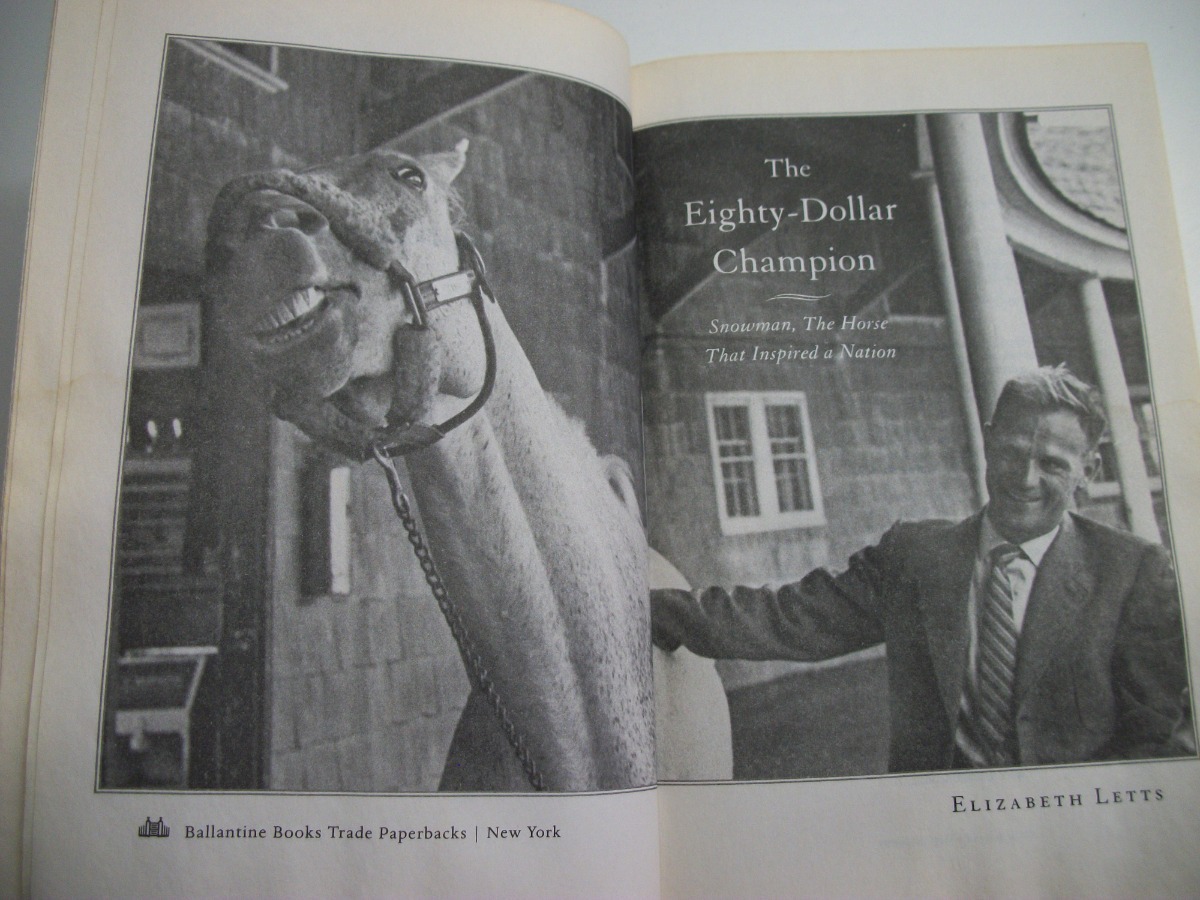 The
Eighty-Dollar
Champion
Snowman, The Horse
That Inspired a Nation
Elizabeth Letts
Ballantine Books Trade Paperbacks | New York